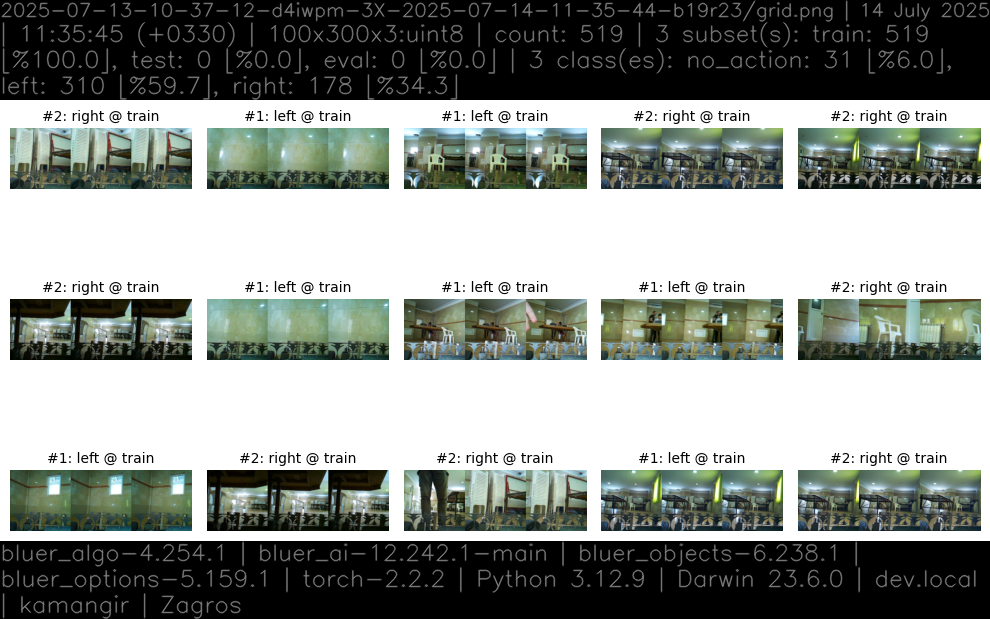 2025-07-13-10-37-12-d4iwpm-3X-2025-07-14-11-35-44-b19r23/grid.png | 14 July 2025
| 11:35:45 (+0330) | 100x300x3:uint8 | count: 519 | 3 subset(s): train: 519
[%100.0], test: 0 [%0.0], eval: 0 [%0.0] | 3 class(es): no_action: 31 [%6.0],
left: 310 [%59.7], right: 178 [%34.3]
#2: right @ train
#1: left @ train
#1: left @ train
#2: right @ train
#2: right @ train
#2: right @ train
#1: left @ train
#1: left @ train
#1: left @ train
#2: right @ train
#1: left @ train
#2: right @ train
#2: right @ train
#1: left @ train
#2: right @ train
bluer_algo-4.254.1 | bluer_ai-12.242.1-main | bluer_objects-6.238.1 |
bluer_options-5.159.1 | torch-2.2.2 | Python 3.12.9 | Darwin 23.6.0 | dev.local
| kamangir | Zagros